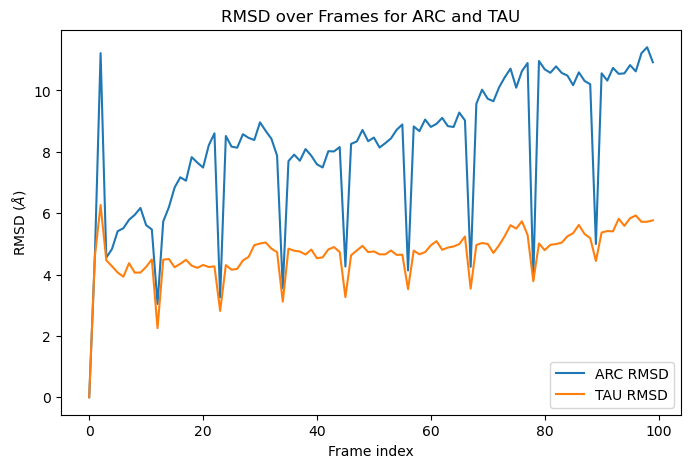 RMSD over Frames for ARC and TAU
RMSD (Å)
10
8
6
4
2
0
0 20 40 60 80 100
Frame index
ARC RMSD
TAU RMSD